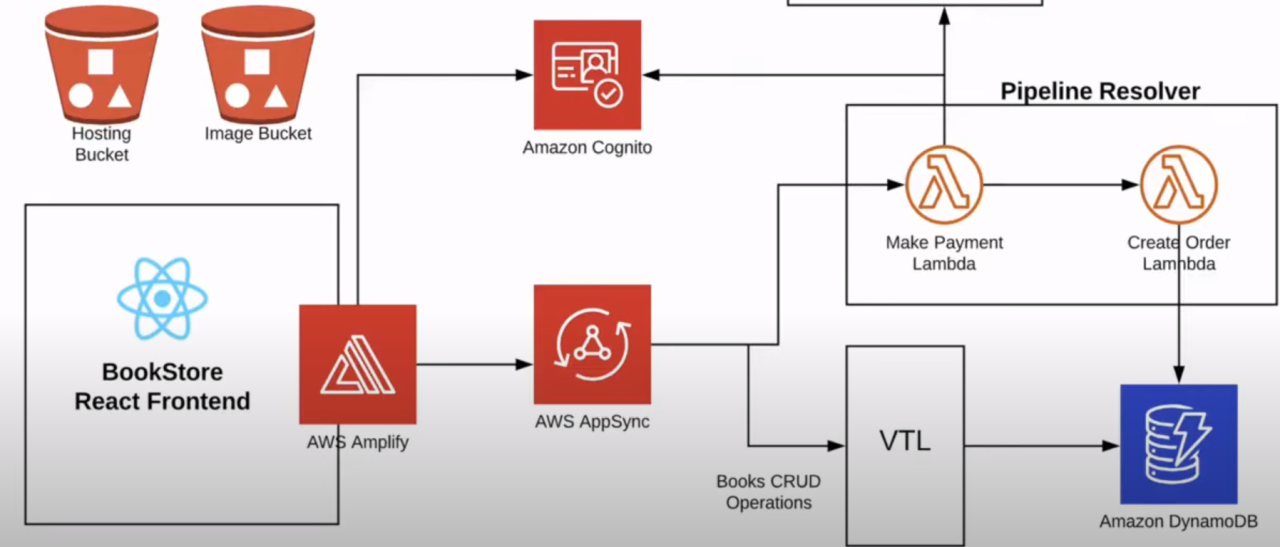 Hosting
Bucket
Image Bucket
Amazon Cognito
Pipeline Resolver
Make Payment
Lambda
Create Order
Lamnbda
BookStore
React Frontend
AWS Amplify
AWS AppSync
Books CRUD
Operations
VTL
Amazon DynamoDB